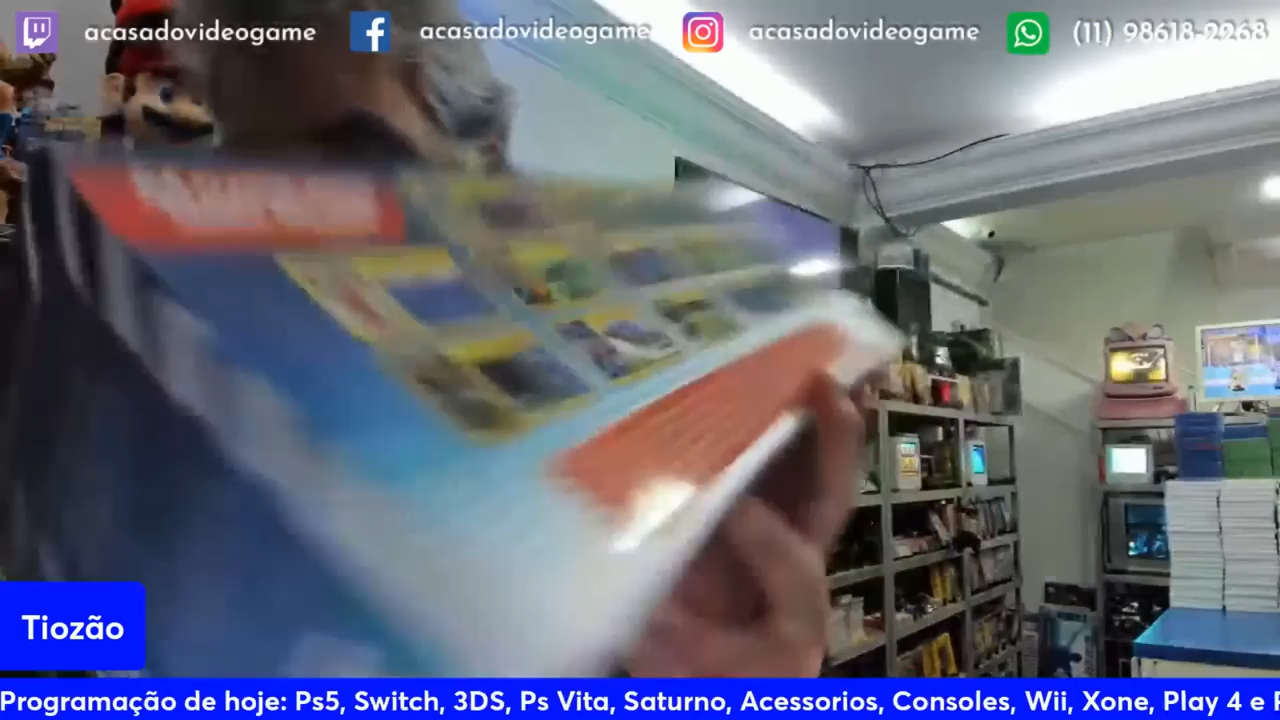 acasadovideogame acasadovideogame acasadovideogame (11) 98618-2268
Tiozão
Programação de hoje: Ps5, Switch, 3DS, Ps Vita, Saturno, Acessorios, Consoles, Wii, Xone, Play 4 e